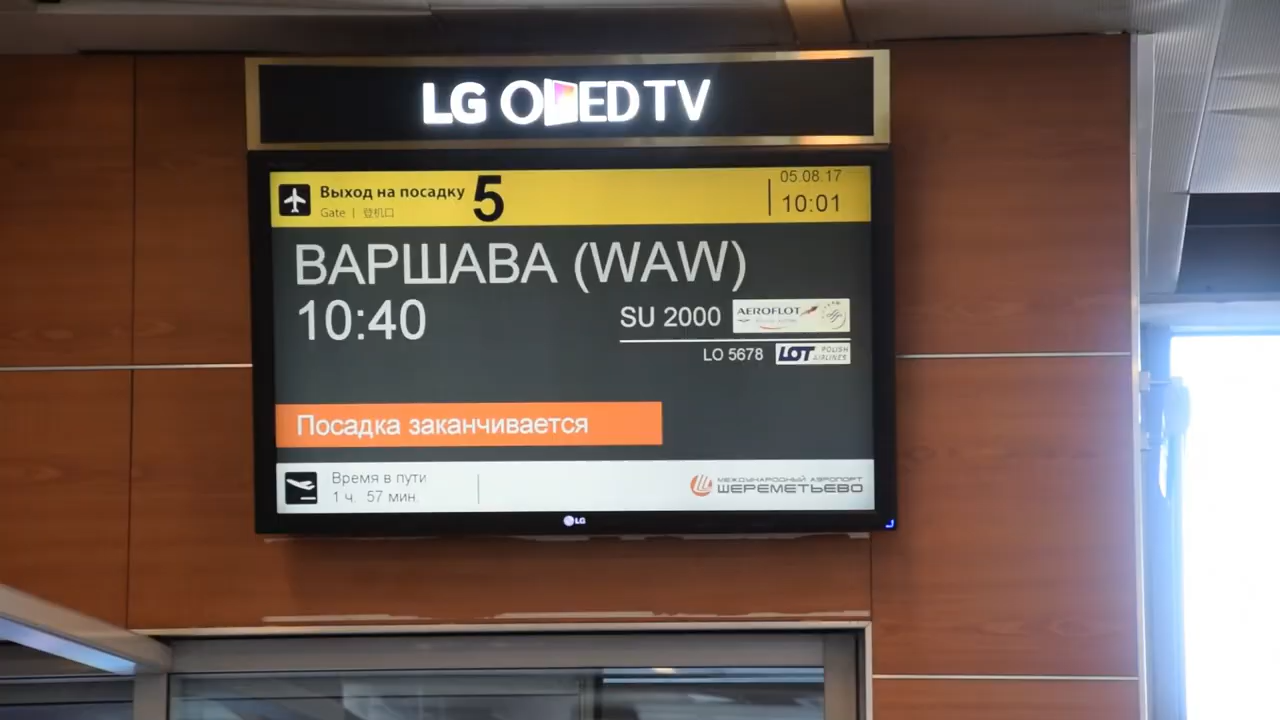 LG OLED TV
Выход на посадку 5
Gate | 登机口
05.08.17
10:01
ВАРШАВА (WAW)
10:40
SU 2000 AEROFLOT
LO 5678 LOT POLISH AIRLINES
Посадка заканчивается
Время в пути
1 ч. 57 мин.
МЕЖДУНАРОДНЫЙ АЭРОПОРТ
ШЕРЕМЕТЬЕВО
LG